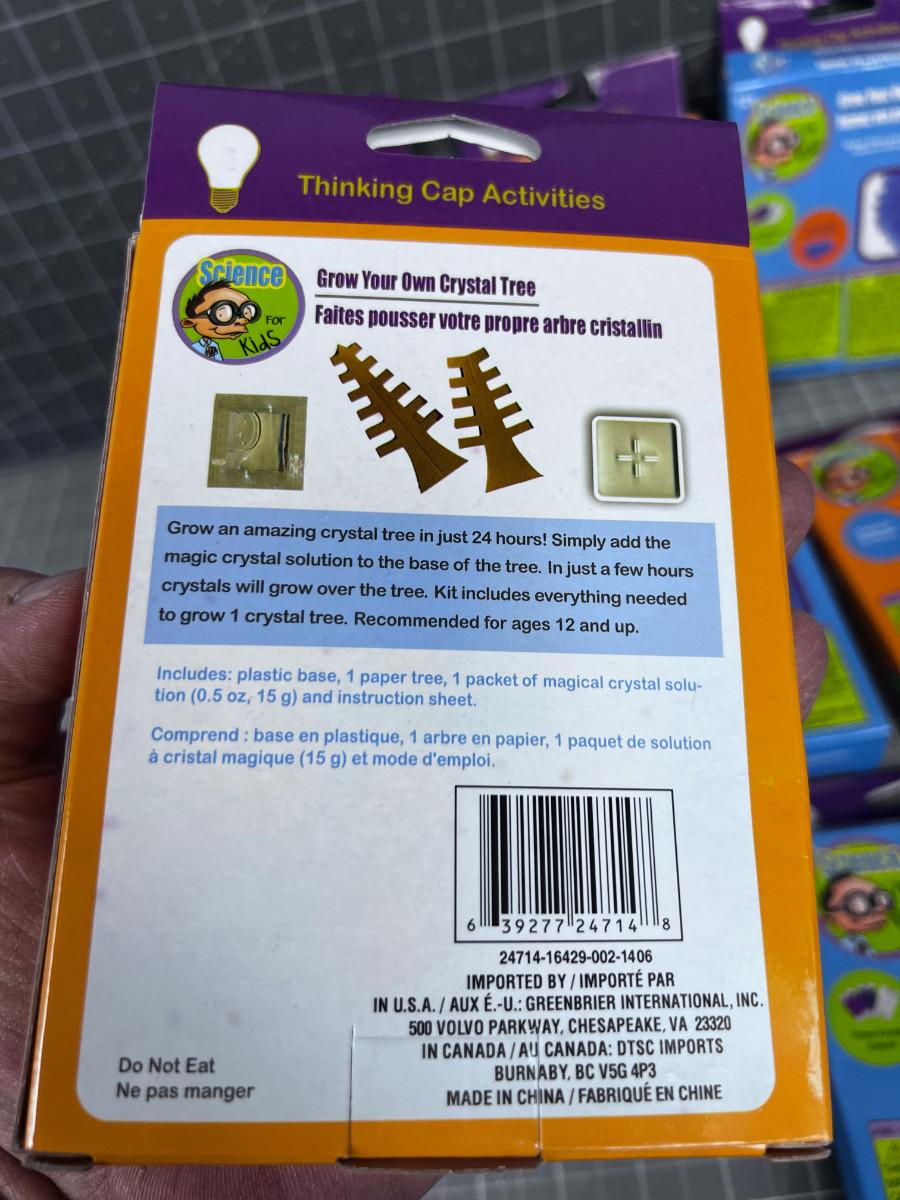 Thinking Cap Activities
Science
FOR
KidS
Grow Your Own Crystal Tree
Faites pousser votre propre arbre cristallin
Grow an amazing crystal tree in just 24 hours! Simply add the
magic crystal solution to the base of the tree. In just a few hours
crystals will grow over the tree. Kit includes everything needed
to grow 1 crystal tree. Recommended for ages 12 and up.
Includes: plastic base, 1 paper tree, 1 packet of magical crystal solu-
tion (0.5 oz, 15 g) and instruction sheet.
Comprend : base en plastique, 1 arbre en papier, 1 paquet de solution
à cristal magique (15 g) et mode d'emploi.
6 39277 24714 8
24714-16429-002-1406
IMPORTED BY / IMPORTÉ PAR
IN U.S.A. / AUX É.-U.: GREENBRIER INTERNATIONAL, INC.
500 VOLVO PARKWAY, CHESAPEAKE, VA 23320
IN CANADA / AU CANADA: DTSC IMPORTS
BURNABY, BC V5G 4P3
MADE IN CHINA / FABRIQUÉ EN CHINE
Do Not Eat
Ne pas manger